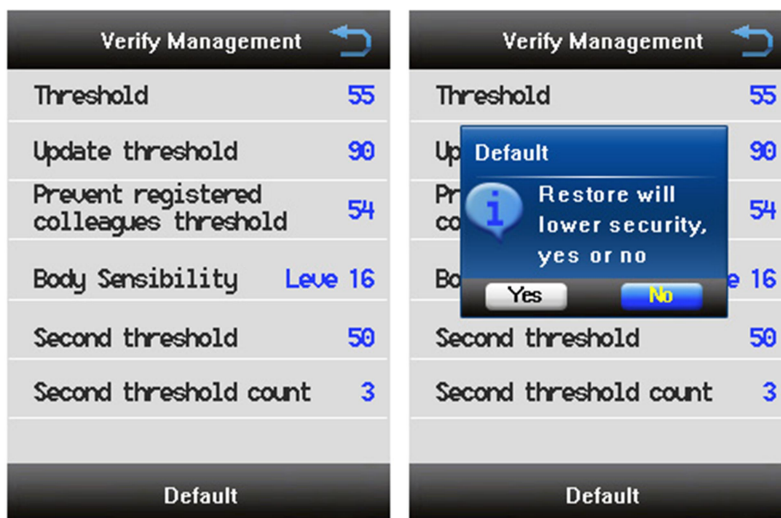 Verify Management
Threshold 55
Update threshold 90
Prevent registered
colleagues threshold 54
Body Sensibility Leve 16
Second threshold 50
Second threshold count 3
Default
Verify Management
Threshold 55
Up 90
Default
Pr
co 54
Restore will
lower security,
yes or no
Bo e 16
Yes No
Second threshold 50
Second threshold count 3
Default